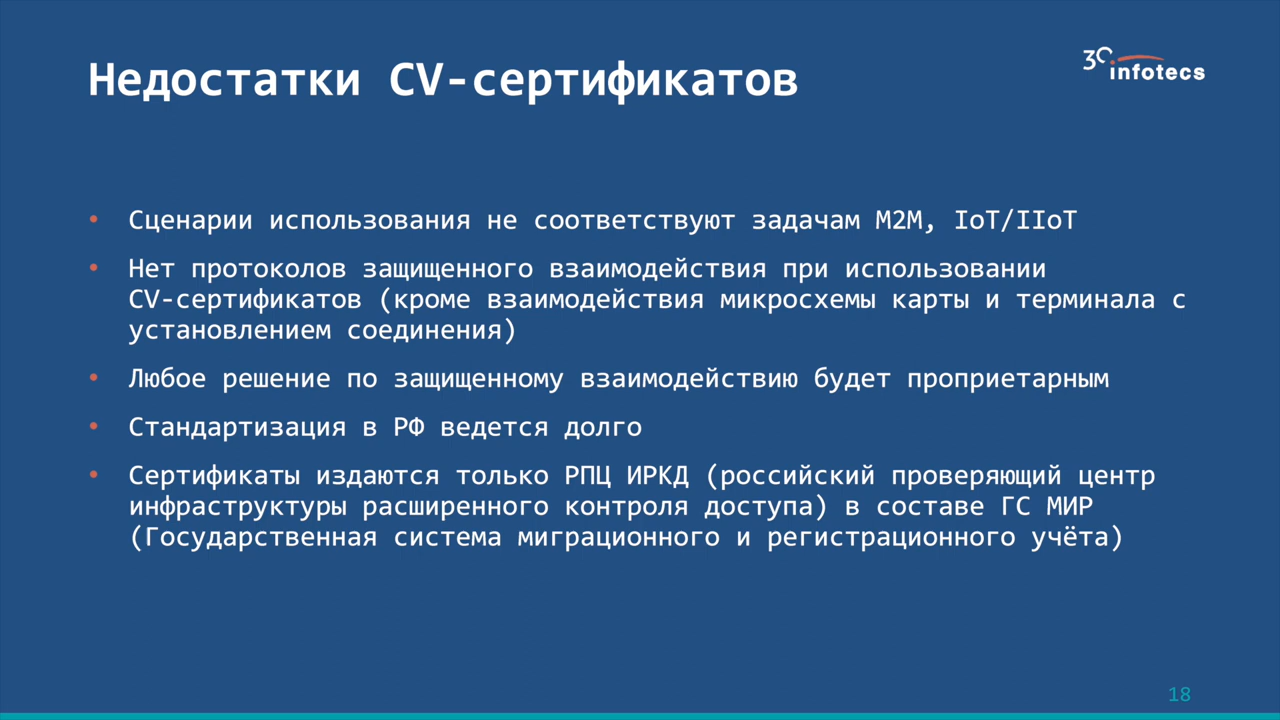 Недостатки CV-сертификатов
30 infotecs
• Сценарии использования не соответствуют задачам M2M, IoT/IIoT
• Нет протоколов защищенного взаимодействия при использовании
CV-сертификатов (кроме взаимодействия микросхемы карты и терминала с
установлением соединения)
• Любое решение по защищенному взаимодействию будет проприетарным
• Стандартизация в РФ ведется долго
• Сертификаты издаются только РПЦ ИРКД (российский проверяющий центр
инфраструктуры расширенного контроля доступа) в составе ГС МИР
(Государственная система миграционного и регистрационного учёта)
18